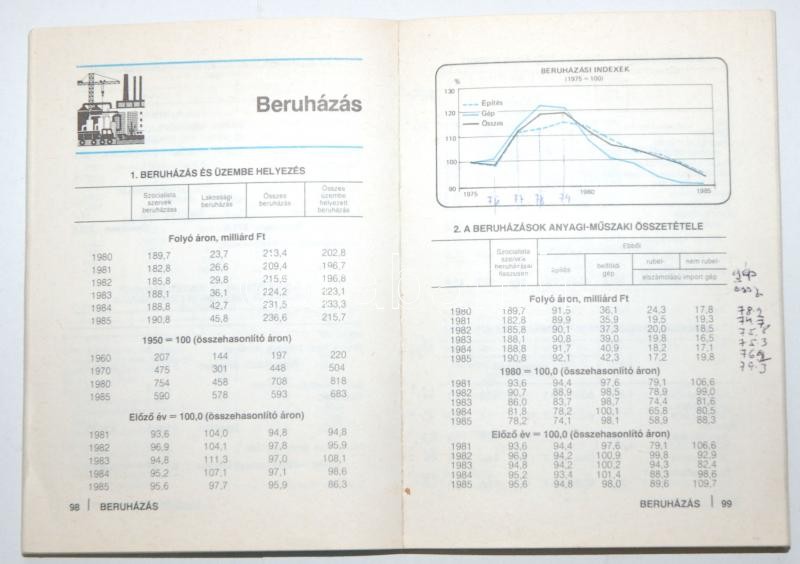 Beruházás
1. BERUHÁZÁS ÉS ÜZEMBE HELYEZÉS
Szocialista szervek beruházása Lakossági beruházás Összes beruházás Összes üzembe helyezett beruházás
Folyó áron, milliárd Ft
1980 189,7 23,7 213,4 202,8
1981 182,8 26,6 209,4 196,7
1982 185,8 29,8 215,6 196,8
1983 188,1 36,1 224,2 223,1
1984 188,8 42,7 231,5 233,3
1985 190,8 45,8 236,6 215,7
1950 = 100 (összehasonlító áron)
1960 207 144 197 220
1970 475 301 448 504
1980 754 458 708 818
1985 590 578 593 683
Előző év = 100,0 (összehasonlító áron)
1981 93,6 104,0 94,8 94,8
1982 96,9 104,1 97,8 95,9
1983 94,8 111,3 97,0 108,1
1984 95,2 107,1 97,1 98,6
1985 95,6 97,7 95,9 86,3
98 BERUHÁZÁS
BERUHÁZÁSI INDEXEK
(1975 = 100)
%
130
120
110
100
90
Építés
Gép
Összes
1975 1980 1985
76 77 78 79
2. A BERUHÁZÁSOK ANYAGI-MŰSZAKI ÖSSZETÉTELE
Szocialista szervek beruházásai összesen Ebből
építés belföldi gép rubel- nem rubel-
elszámolású import gép
Folyó áron, milliárd Ft
1980 189,7 91,5 36,1 24,3 17,8
1981 182,8 89,9 35,9 19,5 19,3
1982 185,8 90,1 37,3 20,0 18,5
1983 188,1 90,8 39,0 19,8 16,5
1984 188,8 91,7 40,9 18,2 17,1
1985 190,8 92,1 42,3 17,2 19,8
gép
78.2
75.8
75.3
79.3
1980 = 100,0 (összehasonlító áron)
1981 93,6 94,4 97,6 79,1 106,6
1982 90,7 88,9 98,5 78,9 99,0
1983 86,0 83,7 98,7 74,4 81,6
1984 81,8 78,2 100,1 65,8 80,5
1985 78,2 74,1 98,1 58,9 88,3
Előző év = 100,0 (összehasonlító áron)
1981 93,6 94,4 97,6 79,1 106,6
1982 96,9 94,2 100,9 99,8 92,9
1983 94,8 94,2 100,2 94,3 82,4
1984 95,2 93,4 101,4 88,3 98,6
1985 95,6 94,8 98,0 89,6 109,7
BERUHÁZÁS 99